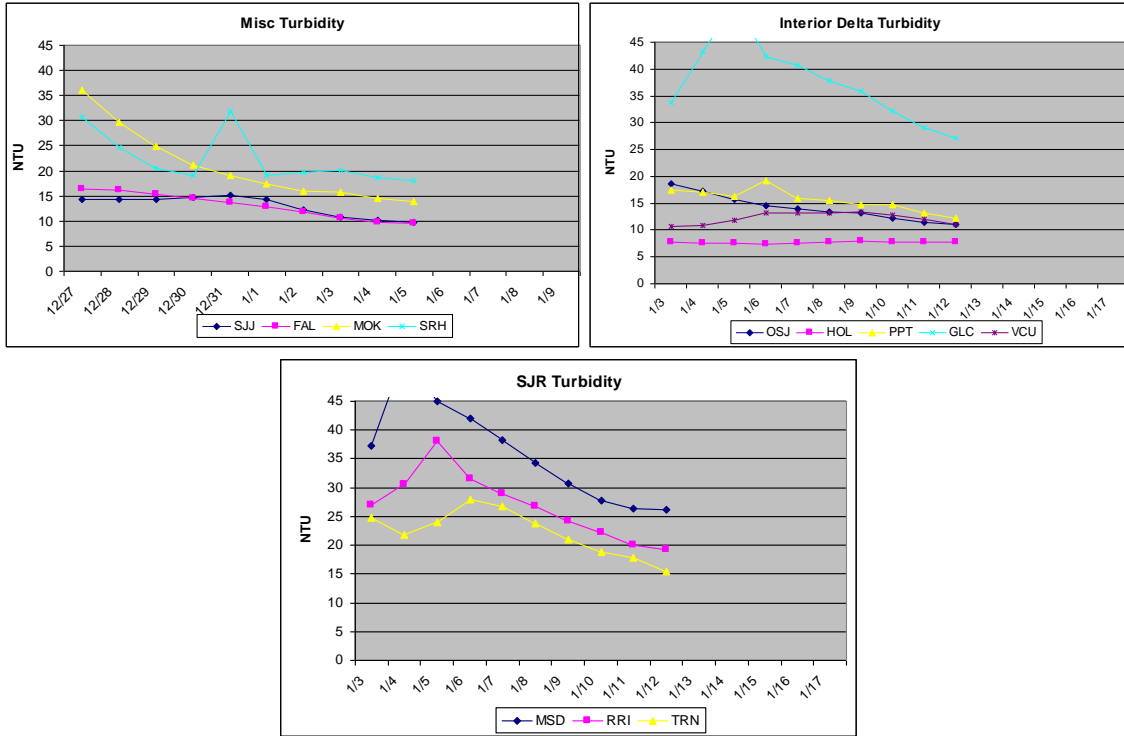 Misc Turbidity
45
40
35
30
25
20
15
10
5
0
NTU
12/27 12/28 12/29 12/30 12/31 1/1 1/2 1/3 1/4 1/5 1/6 1/7 1/8 1/9
SJJ FAL MOK SRH
Interior Delta Turbidity
45
40
35
30
25
20
15
10
5
0
NTU
1/3 1/4 1/5 1/6 1/7 1/8 1/9 1/10 1/11 1/12 1/13 1/14 1/15 1/16 1/17
OSJ HOL PPT GLC VCU
SJR Turbidity
45
40
35
30
25
20
15
10
5
0
NTU
1/3 1/4 1/5 1/6 1/7 1/8 1/9 1/10 1/11 1/12 1/13 1/14 1/15 1/16 1/17
MSD RRI TRN